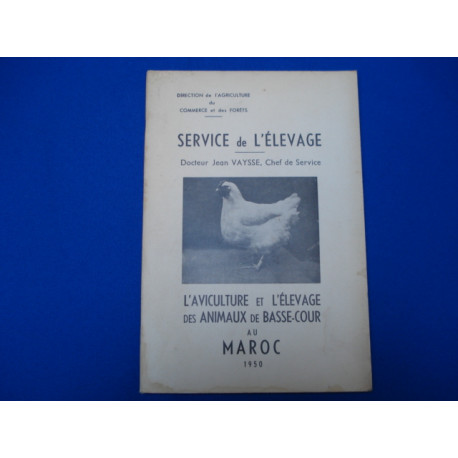 DIRECTION de l'AGRICULTURE
du
COMMERCE et des FORÊTS
SERVICE de L'ÉLEVAGE
Docteur Jean VAYSSE, Chef de Service
L'AVICULTURE ET L'ÉLEVAGE
DES ANIMAUX DE BASSE-COUR
AU
MAROC
1950